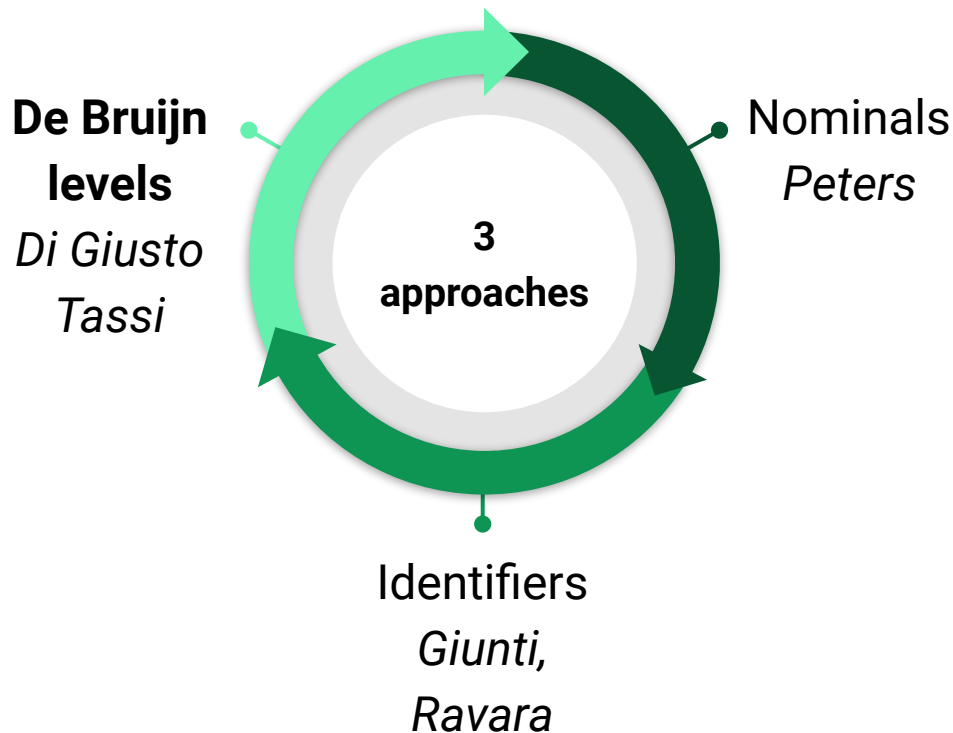 De Bruijn
levels
Di Giusto
Tassi
3
approaches
Nominals
Peters
Identifiers
Giunti,
Ravara